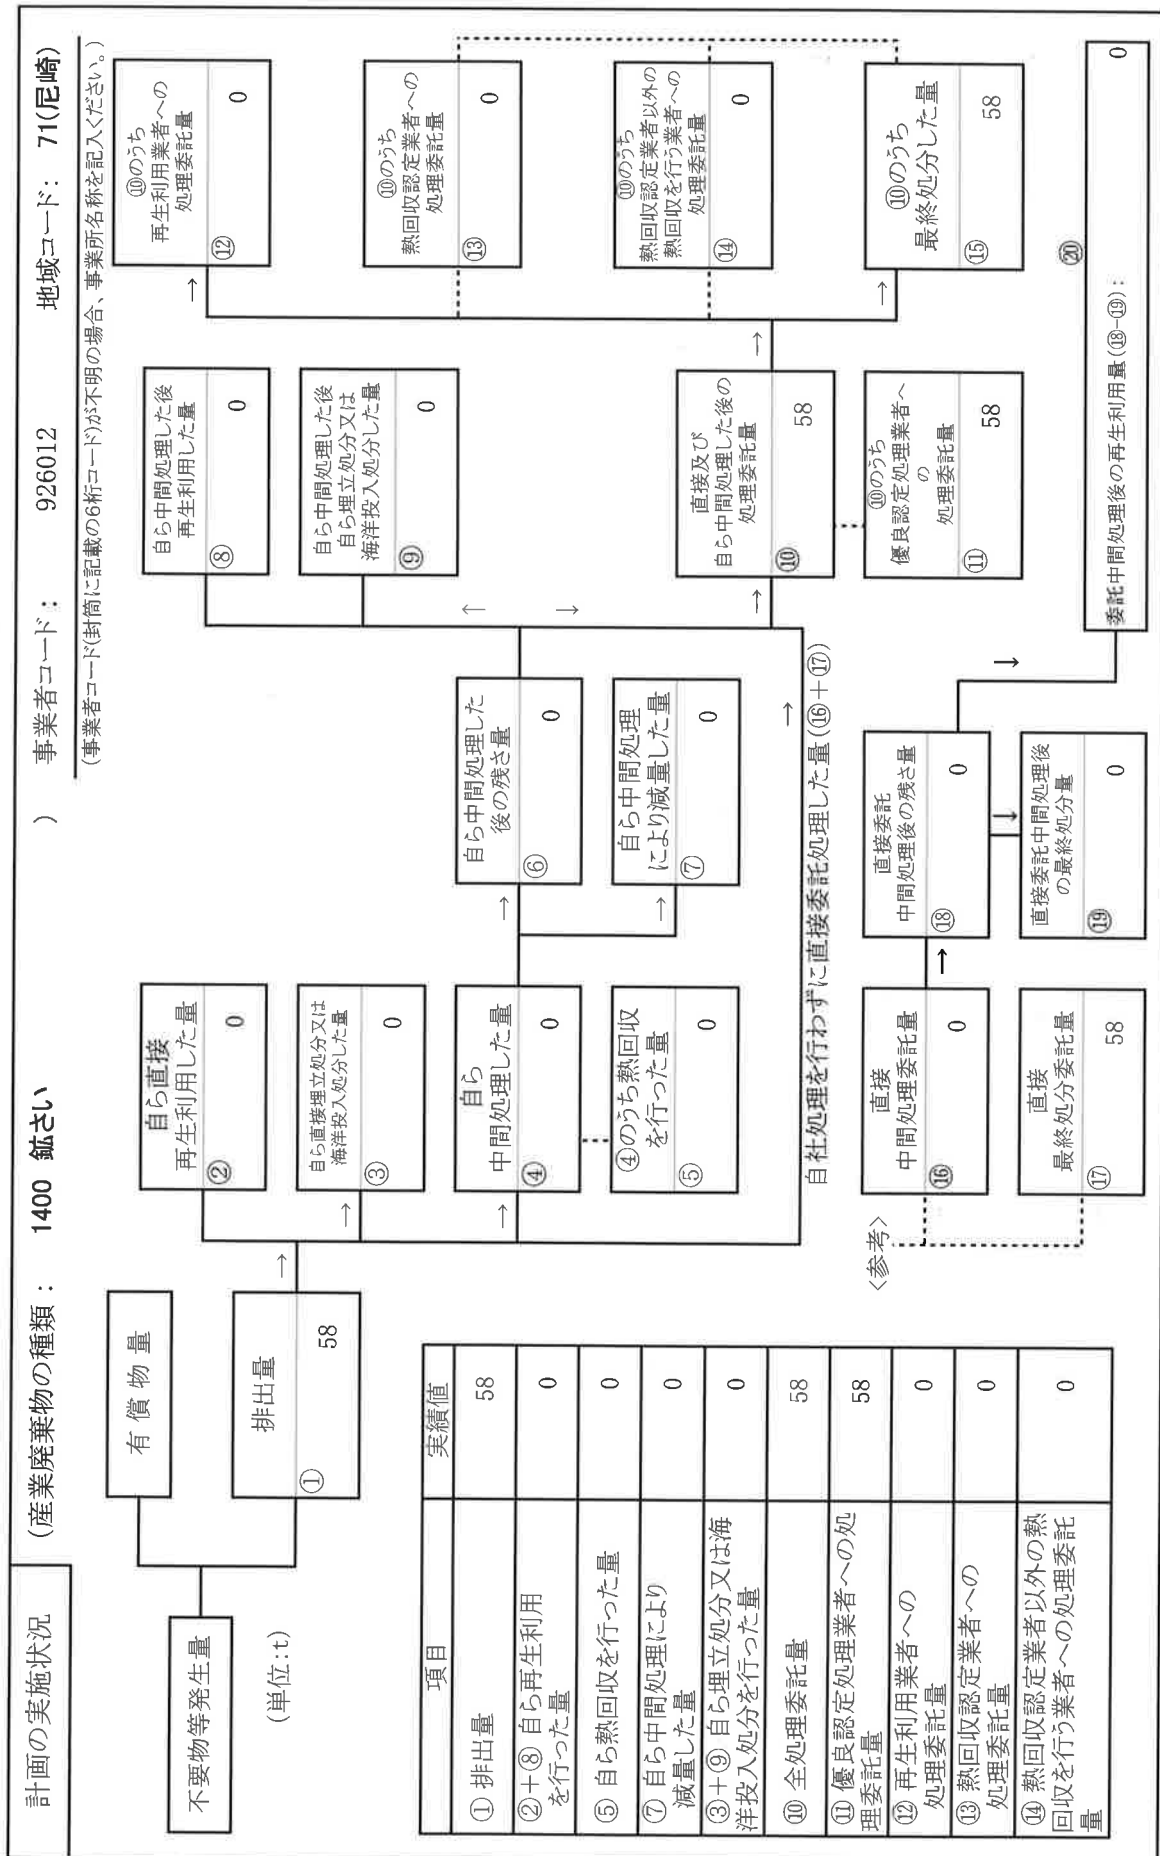 計画の実施状況
(産業廃棄物の種類： 1400 鉱さい ) 事業者コード： 926012 地域コード： 71(尼崎)
(事業者コード(封筒に記載の6桁コード)が不明の場合、事業所名称を記入ください。)
不要物等発生量
(単位:t)
有償物量
排出量
① 58
→
自ら直接
再生利用した量
② 0
→
自ら直接埋立処分又は
海洋投入処分した量
③ 0
→
自ら
中間処理した量
④ 0
④のうち熱回収
を行った量
⑤ 0
→
自ら中間処理した
後の残さ量
⑥ 0
→
自ら中間処理
により減量した量
⑦ 0
↑
↓
自ら中間処理した後
再生利用した量
⑧ 0
自ら中間処理した後
自ら埋立処分又は
海洋投入処分した量
⑨ 0
→
直接及び
自ら中間処理した後の
処理委託量
⑩ 58
⑩のうち
優良認定処理業者へ
の
処理委託量
⑪ 58
→
→
⑩のうち
再生利用業者への
処理委託量
⑫ 0
⑩のうち
熱回収認定業者への
処理委託量
⑬ 0
⑩のうち
熱回収認定業者以外の
熱回収を行う業者への
処理委託量
⑭ 0
→
⑩のうち
最終処分した量
⑮ 58
自社処理を行わずに直接委託処理した量(⑯＋⑰) →
<参考>
直接
中間処理委託量
⑯ 0
直接
最終処分委託量
⑰ 58
→
直接委託
中間処理後の残さ量
⑱ 0
↓
直接委託中間処理後
の最終処分量
⑲ 0
↓
⑳
委託中間処理後の再生利用量(⑱-⑲)： 0
項目 実績値
①排出量 58
②＋⑧自ら再生利用
を行った量 0
⑤自ら熱回収を行った量 0
⑦自ら中間処理により
減量した量 0
③＋⑨自ら埋立処分又は海
洋投入処分を行った量 0
⑩全処理委託量 58
⑪優良認定処理業者への処
理委託量 58
⑫再生利用業者への
処理委託量 0
⑬熱回収認定業者への
処理委託量 0
⑭熱回収認定業者以外の熱
回収を行う業者への処理委託
量 0